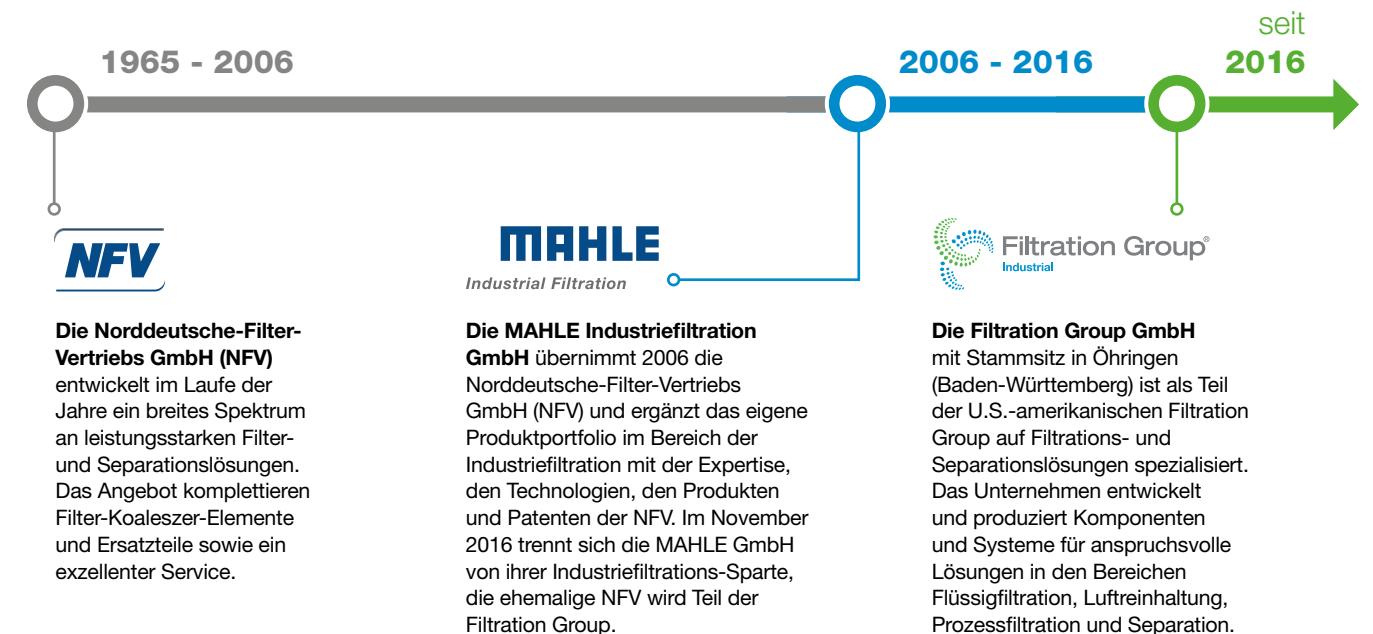 1965 - 2006
2006 - 2016
seit
2016
NFV
MAHLE
Industrial Filtration
Filtration Group®
Industrial
Die Norddeutsche-Filter-
Vertriebs GmbH (NFV)
entwickelt im Laufe der
Jahre ein breites Spektrum
an leistungsstarken Filter-
und Separationslösungen.
Das Angebot komplettieren
Filter-Koaleszer-Elemente
und Ersatzteile sowie ein
exzellenter Service.
Die MAHLE Industriefiltration
GmbH übernimmt 2006 die
Norddeutsche-Filter-Vertriebs
GmbH (NFV) und ergänzt das eigene
Produktportfolio im Bereich der
Industriefiltration mit der Expertise,
den Technologien, den Produkten
und Patenten der NFV. Im November
2016 trennt sich die MAHLE GmbH
von ihrer Industriefiltrations-Sparte,
die ehemalige NFV wird Teil der
Filtration Group.
Die Filtration Group GmbH
mit Stammsitz in Öhringen
(Baden-Württemberg) ist als Teil
der U.S.-amerikanischen Filtration
Group auf Filtrations- und
Separationslösungen spezialisiert.
Das Unternehmen entwickelt
und produziert Komponenten
und Systeme für anspruchsvolle
Lösungen in den Bereichen
Flüssigfiltration, Luftreinhaltung,
Prozessfiltration und Separation.